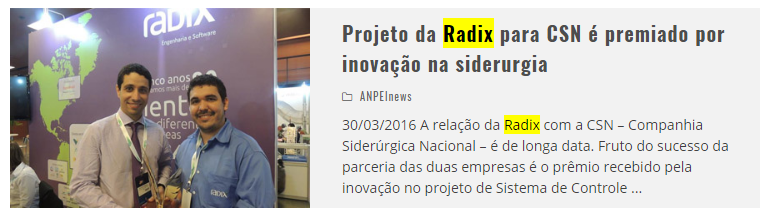 radix
Engenharia e Software
Projeto da Radix para CSN é premiado por
inovação na siderurgia
ANPEInews
30/03/2016 A relação da Radix com a CSN – Companhia
Siderúrgica Nacional – é de longa data. Fruto do sucesso da
parceria das duas empresas é o prêmio recebido pela
inovação no projeto de Sistema de Controle ...